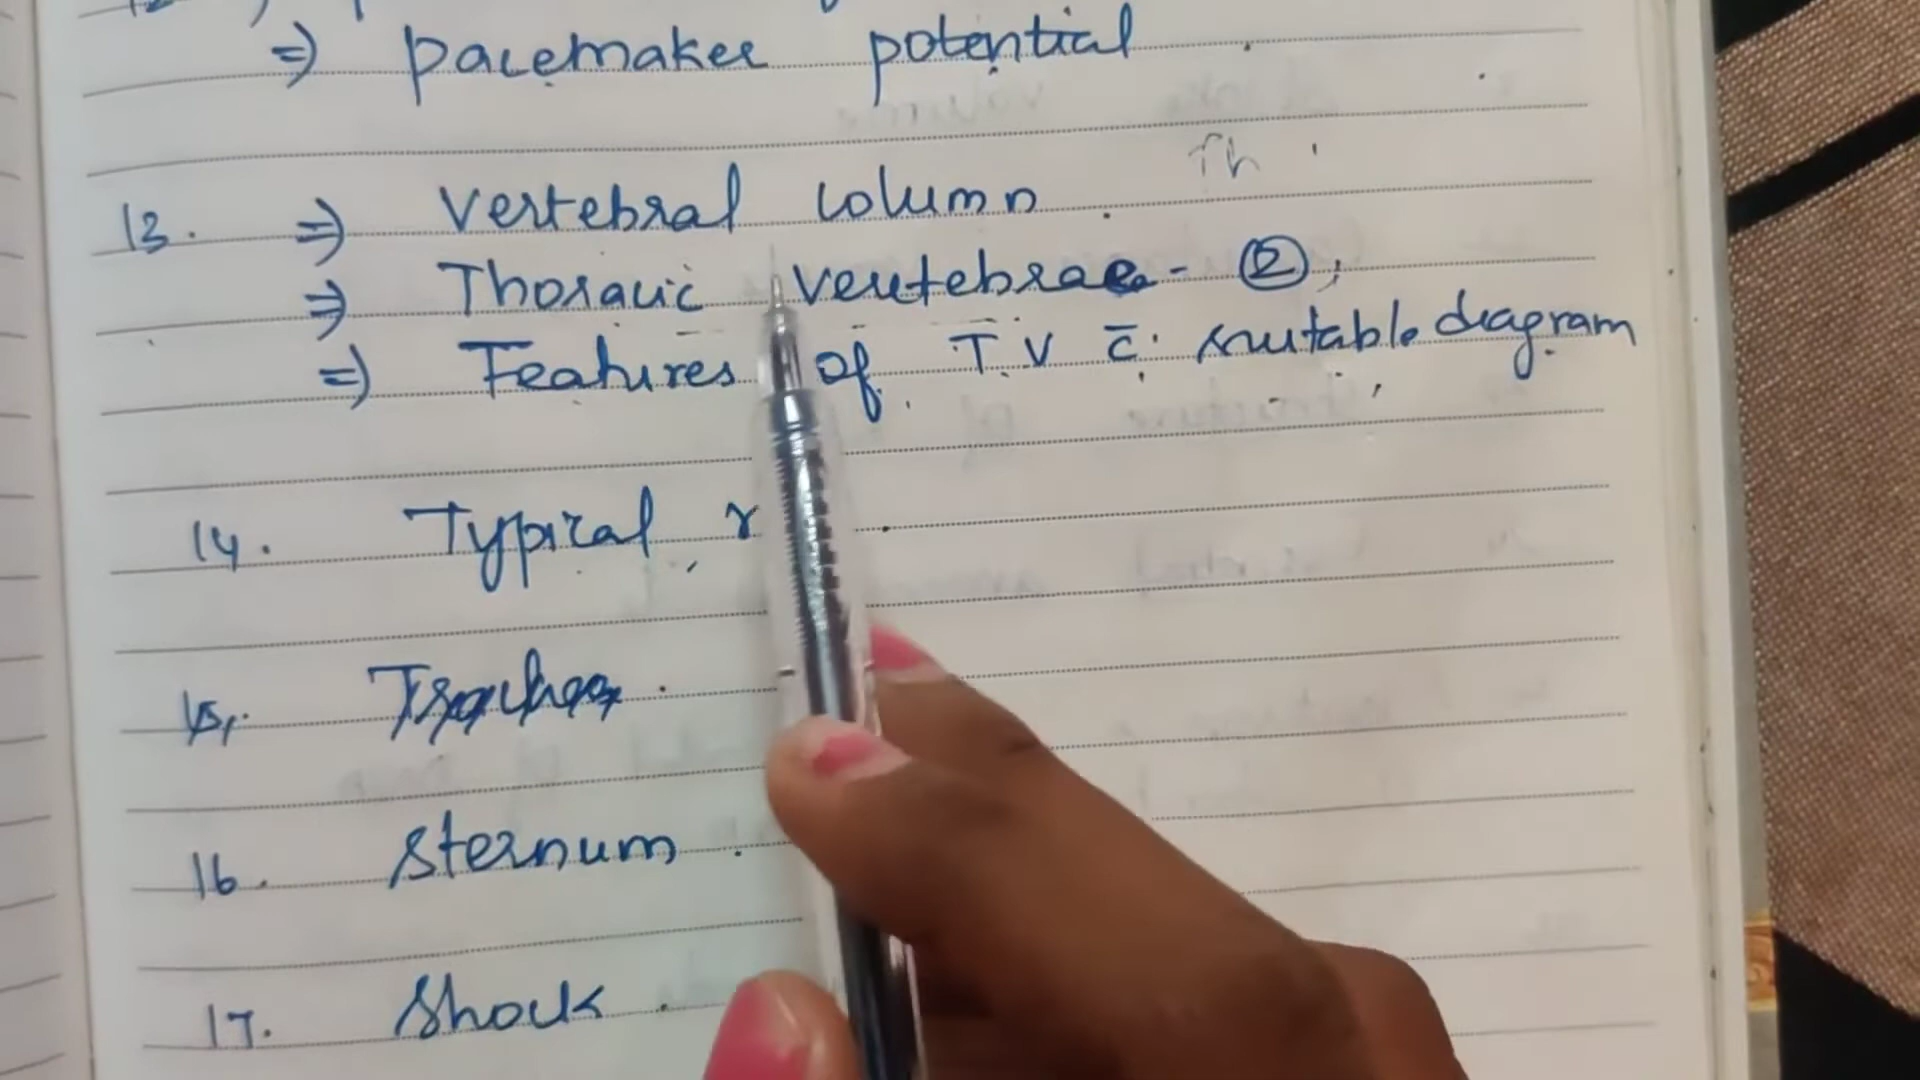 =) pacemaker potential
Th
13. => Vertebral column
=> Thoracic vertebrae - ②,
=) Features of T V c̄ suitable diagram
14. Typical r
15. Trachea
16. Sternum
17. Shock